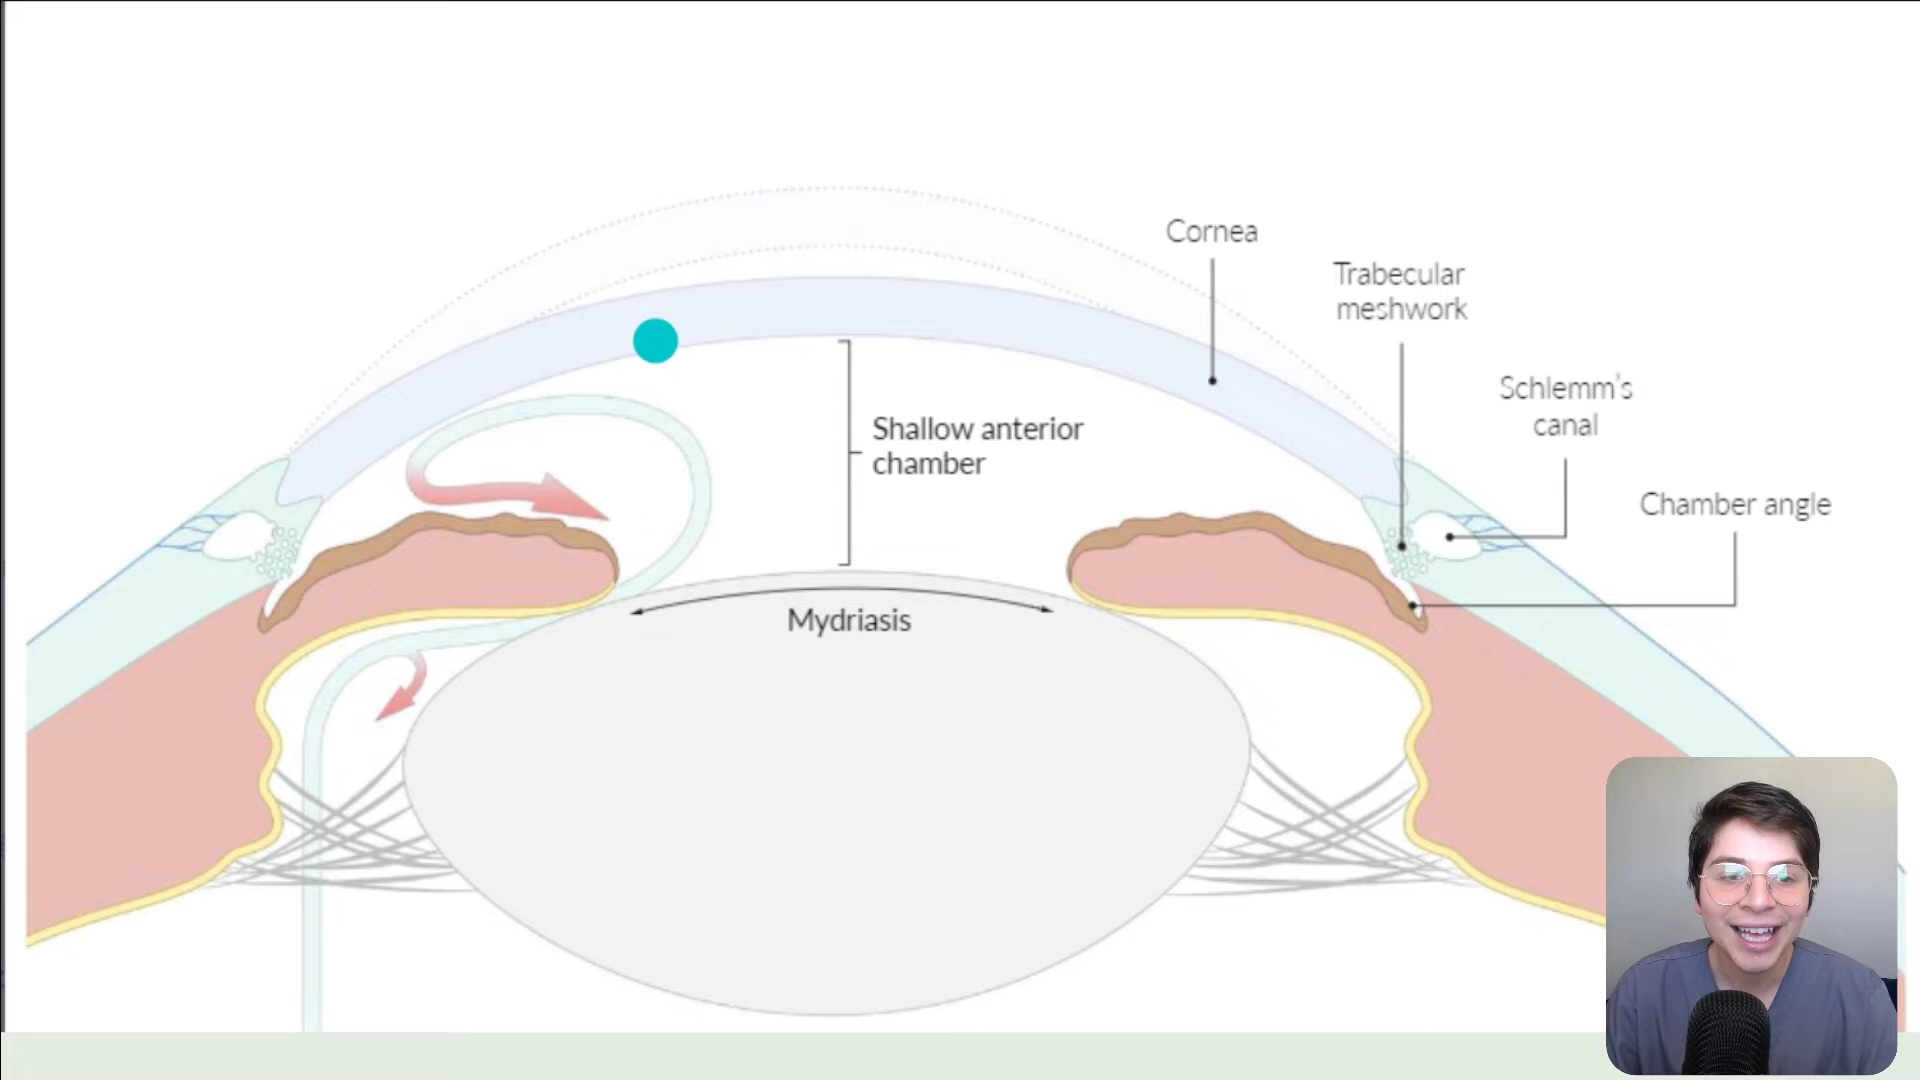 Cornea
Trabecular
meshwork
Schlemm's
canal
Shallow anterior
chamber
Chamber angle
Mydriasis